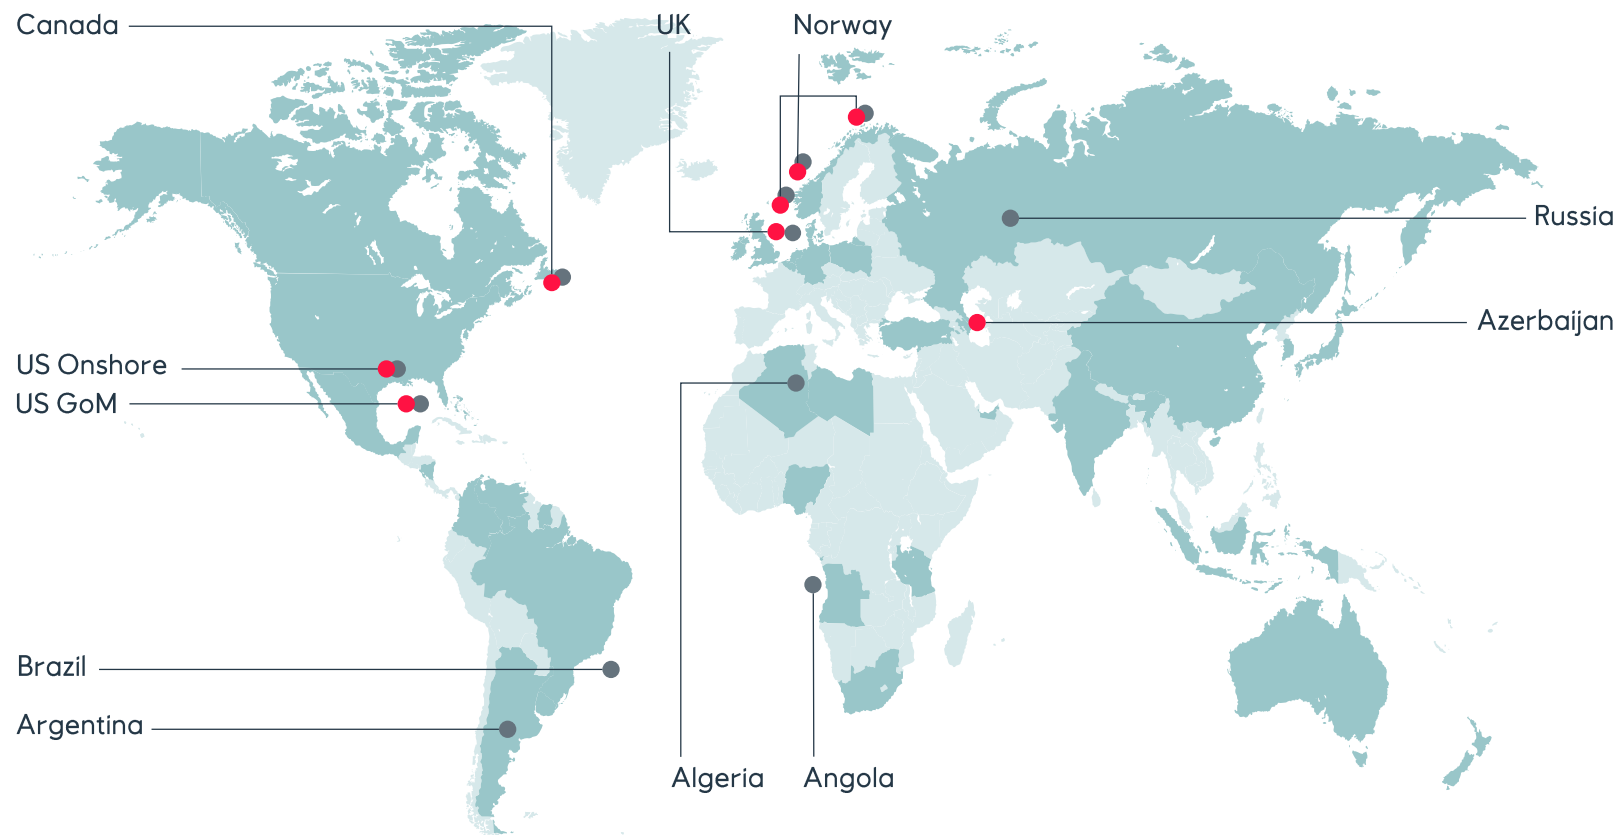 Canada
UK
Norway
Russia
Azerbaijan
US Onshore
US GoM
Brazil
Argentina
Algeria
Angola